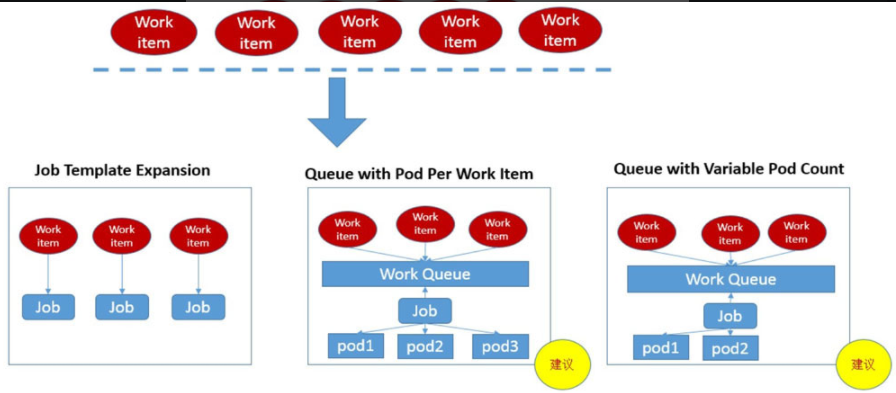 Work
item
Work
item
Work
item
Work
item
Work
item
Job Template Expansion
Queue with Pod Per Work Item
Queue with Variable Pod Count
Work
item
Work
item
Work
item
Job
Job
Job
Work
item
Work
item
Work
item
Work Queue
Job
pod1
pod2
pod3
建议
Work
item
Work
item
Work
item
Work Queue
Job
pod1
pod2
建议